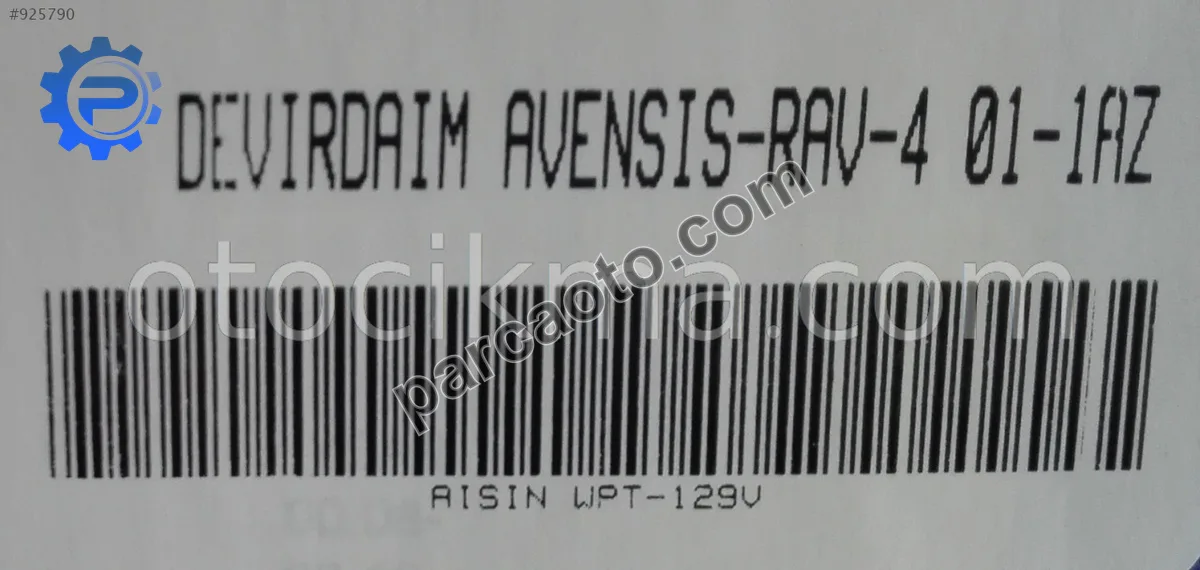 #925790
DEVIRDAIM AVENSIS-RAV-4 01-1AZ
otocikma.com
parcaoto.com
AISIN WPT-129V